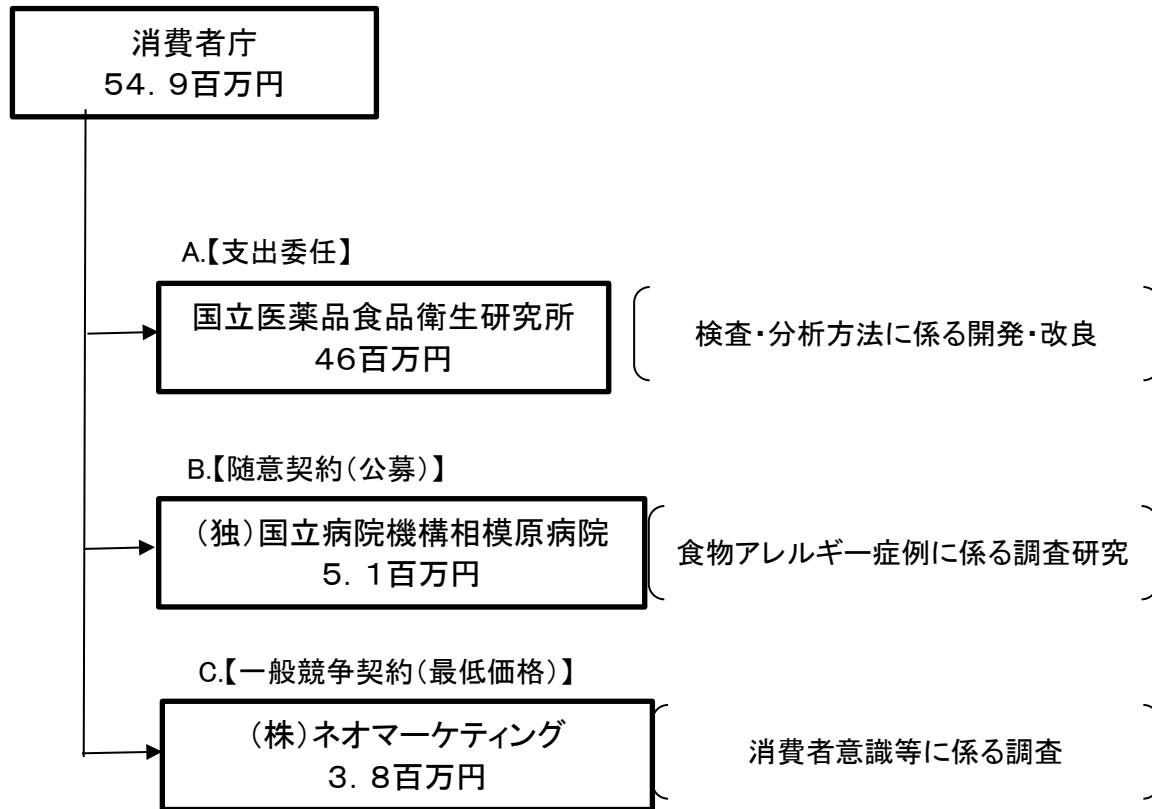 消費者庁
54．9百万円
A.【支出委任】
国立医薬品食品衛生研究所
46百万円
検査・分析方法に係る開発・改良
B.【随意契約（公募）】
（独）国立病院機構相模原病院
5．1百万円
食物アレルギー症例に係る調査研究
C.【一般競争契約（最低価格）】
（株）ネオマーケティング
3．8百万円
消費者意識等に係る調査